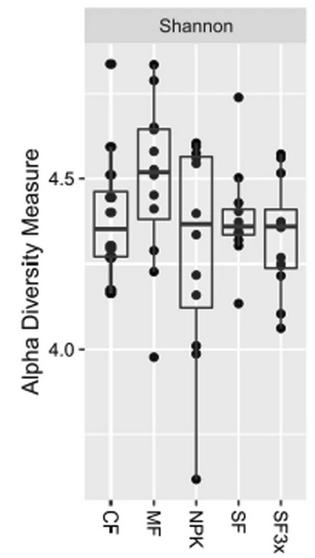 Shannon
Alpha Diversity Measure
4.5
4.0
CF
MF
NPK
SF
SF3x